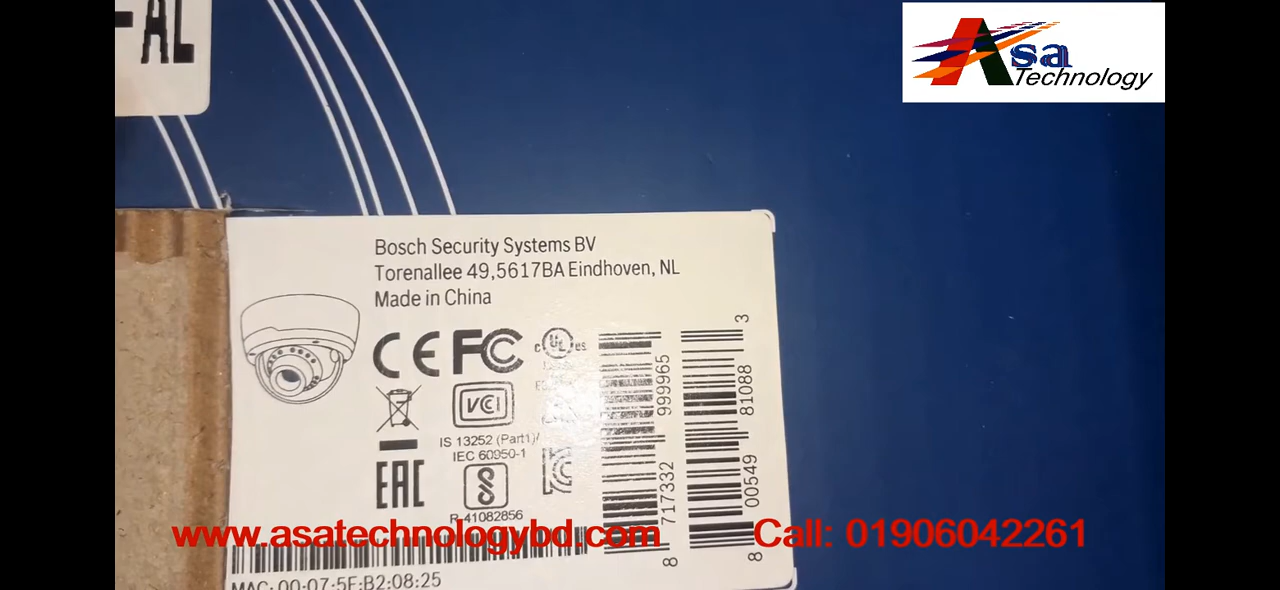 -AL
Asa
Technology
Bosch Security Systems BV
Torenallee 49,5617BA Eindhoven, NL
Made in China
CE FC
UL
VCCI
IS 13252 (Part1)/
IEC 60950-1
EAC
R-41082856
8 717332 999965
8 00549 81088 3
www.asatechnologybd.com
Call: 01906042261
MAC: 00:07:5F:B2:08:25